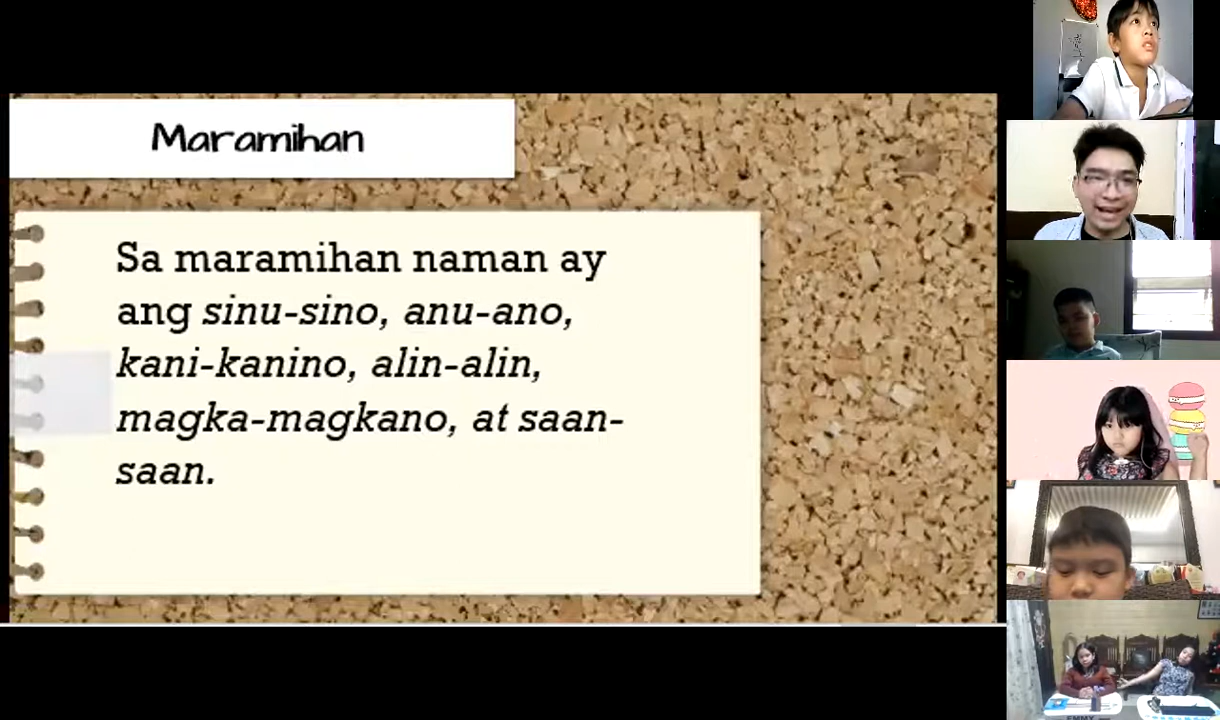 Maramihan
Sa maramihan naman ay
ang sinu-sino, anu-ano,
kani-kanino, alin-alin,
magka-magkano, at saan-
saan.